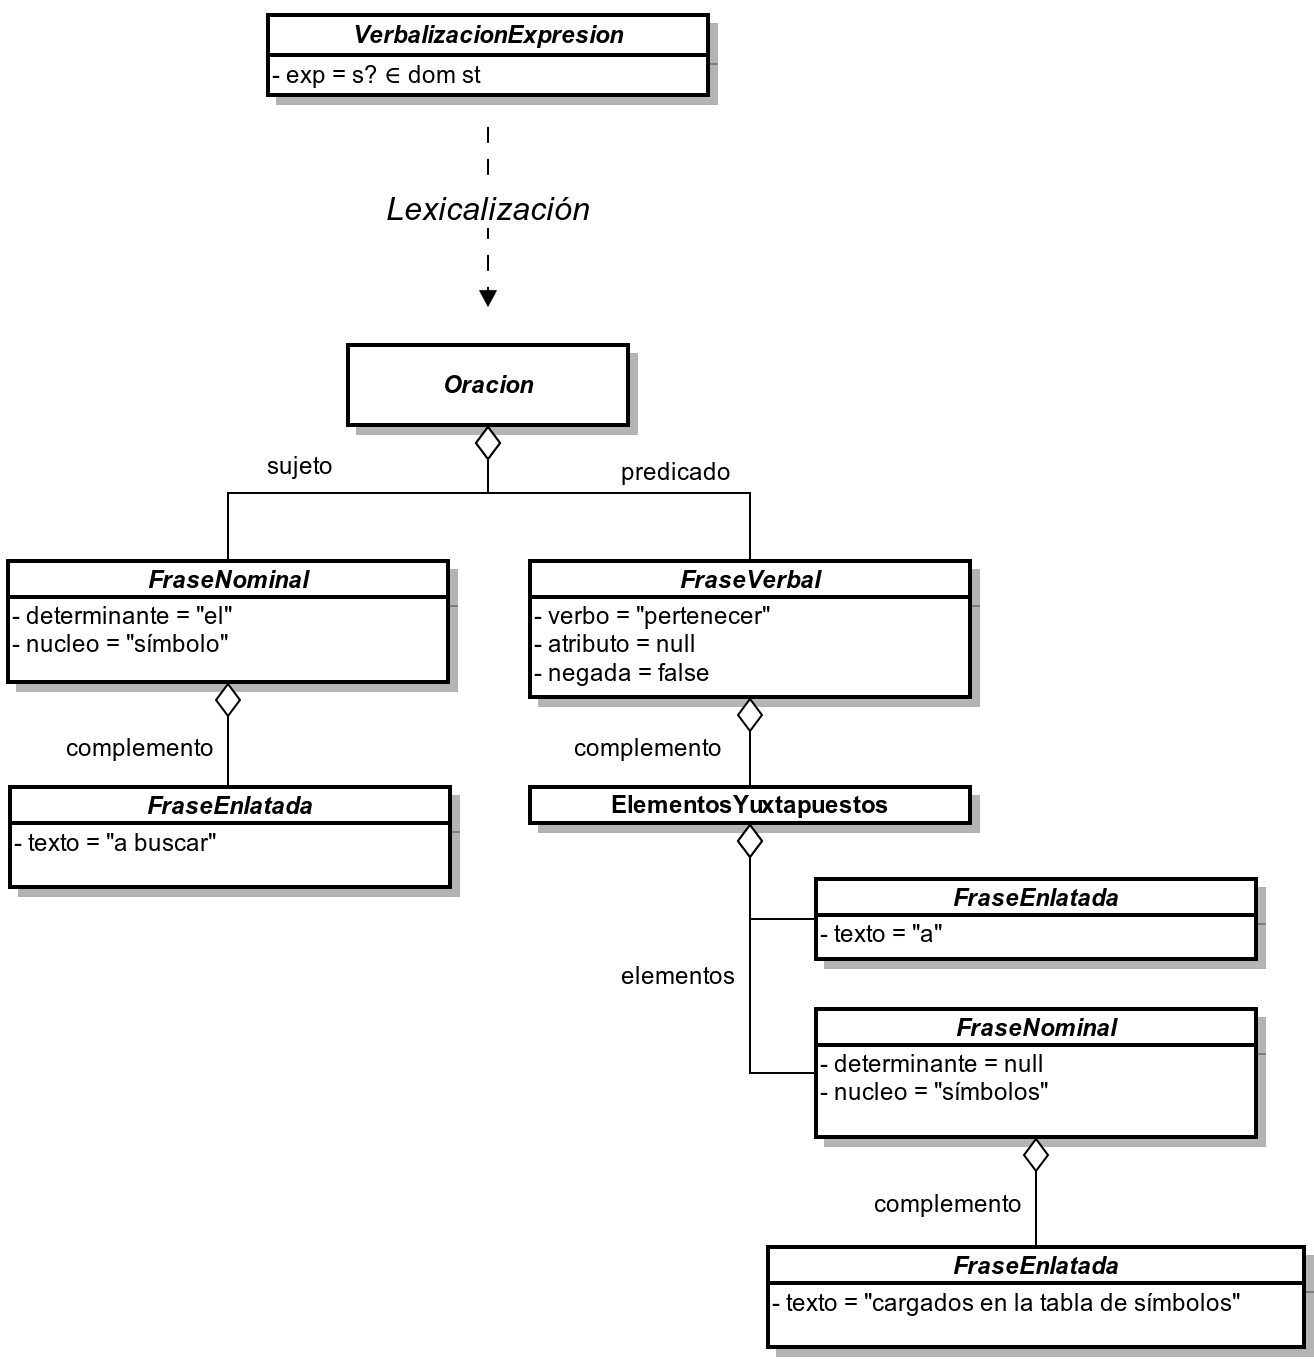 VerbalizacionExpresion
- exp = s? ∈ dom st
Lexicalización
Oracion
sujeto
predicado
FraseNominal
- determinante = "el"
- nucleo = "símbolo"
FraseVerbal
- verbo = "pertenecer"
- atributo = null
- negada = false
complemento
complemento
FraseEnlatada
- texto = "a buscar"
ElementosYuxtapuestos
FraseEnlatada
- texto = "a"
elementos
FraseNominal
- determinante = null
- nucleo = "símbolos"
complemento
FraseEnlatada
- texto = "cargados en la tabla de símbolos"